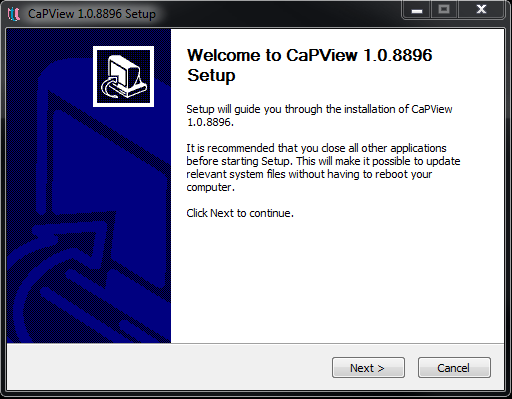 CaPView 1.0.8896 Setup
Welcome to CaPView 1.0.8896
Setup
Setup will guide you through the installation of CaPView
1.0.8896.
It is recommended that you close all other applications
before starting Setup. This will make it possible to update
relevant system files without having to reboot your
computer.
Click Next to continue.
Next >
Cancel